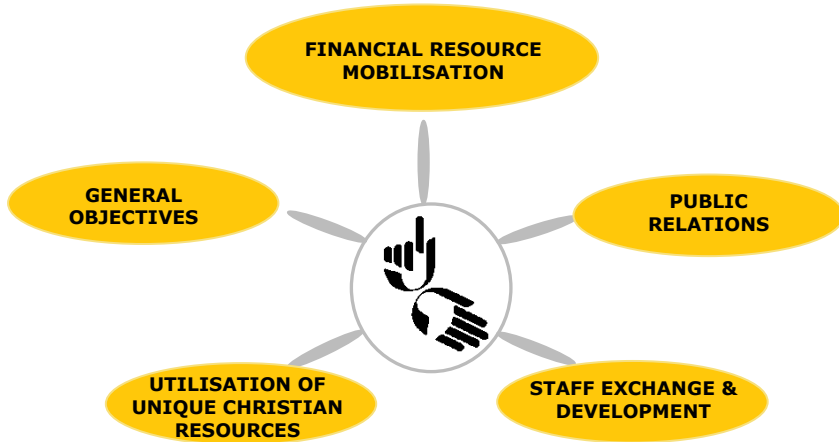 FINANCIAL RESOURCE
MOBILISATION
GENERAL
OBJECTIVES
PUBLIC
RELATIONS
UTILISATION OF
UNIQUE CHRISTIAN
RESOURCES
STAFF EXCHANGE &
DEVELOPMENT